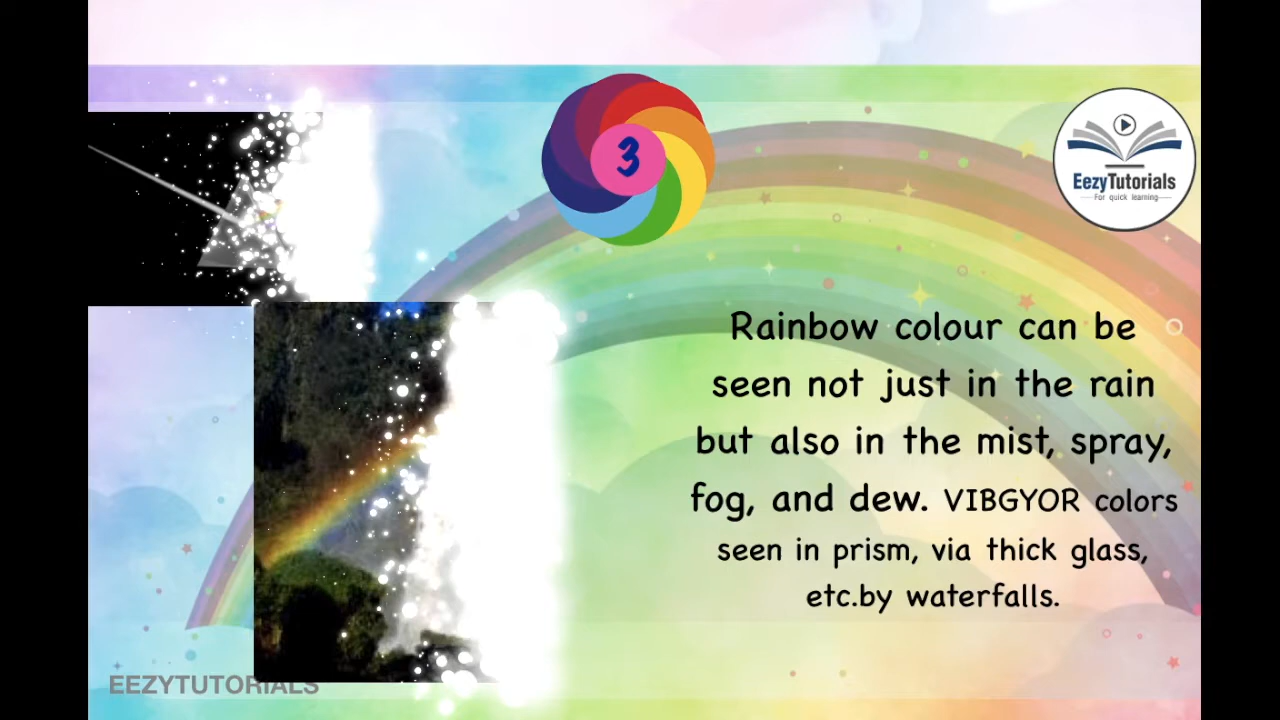 3
EezyTutorials
For quick learning
Rainbow colour can be
seen not just in the rain
but also in the mist, spray,
fog, and dew. VIBGYOR colors
seen in prism, via thick glass,
etc.by waterfalls.
EEZYTUTORIALS